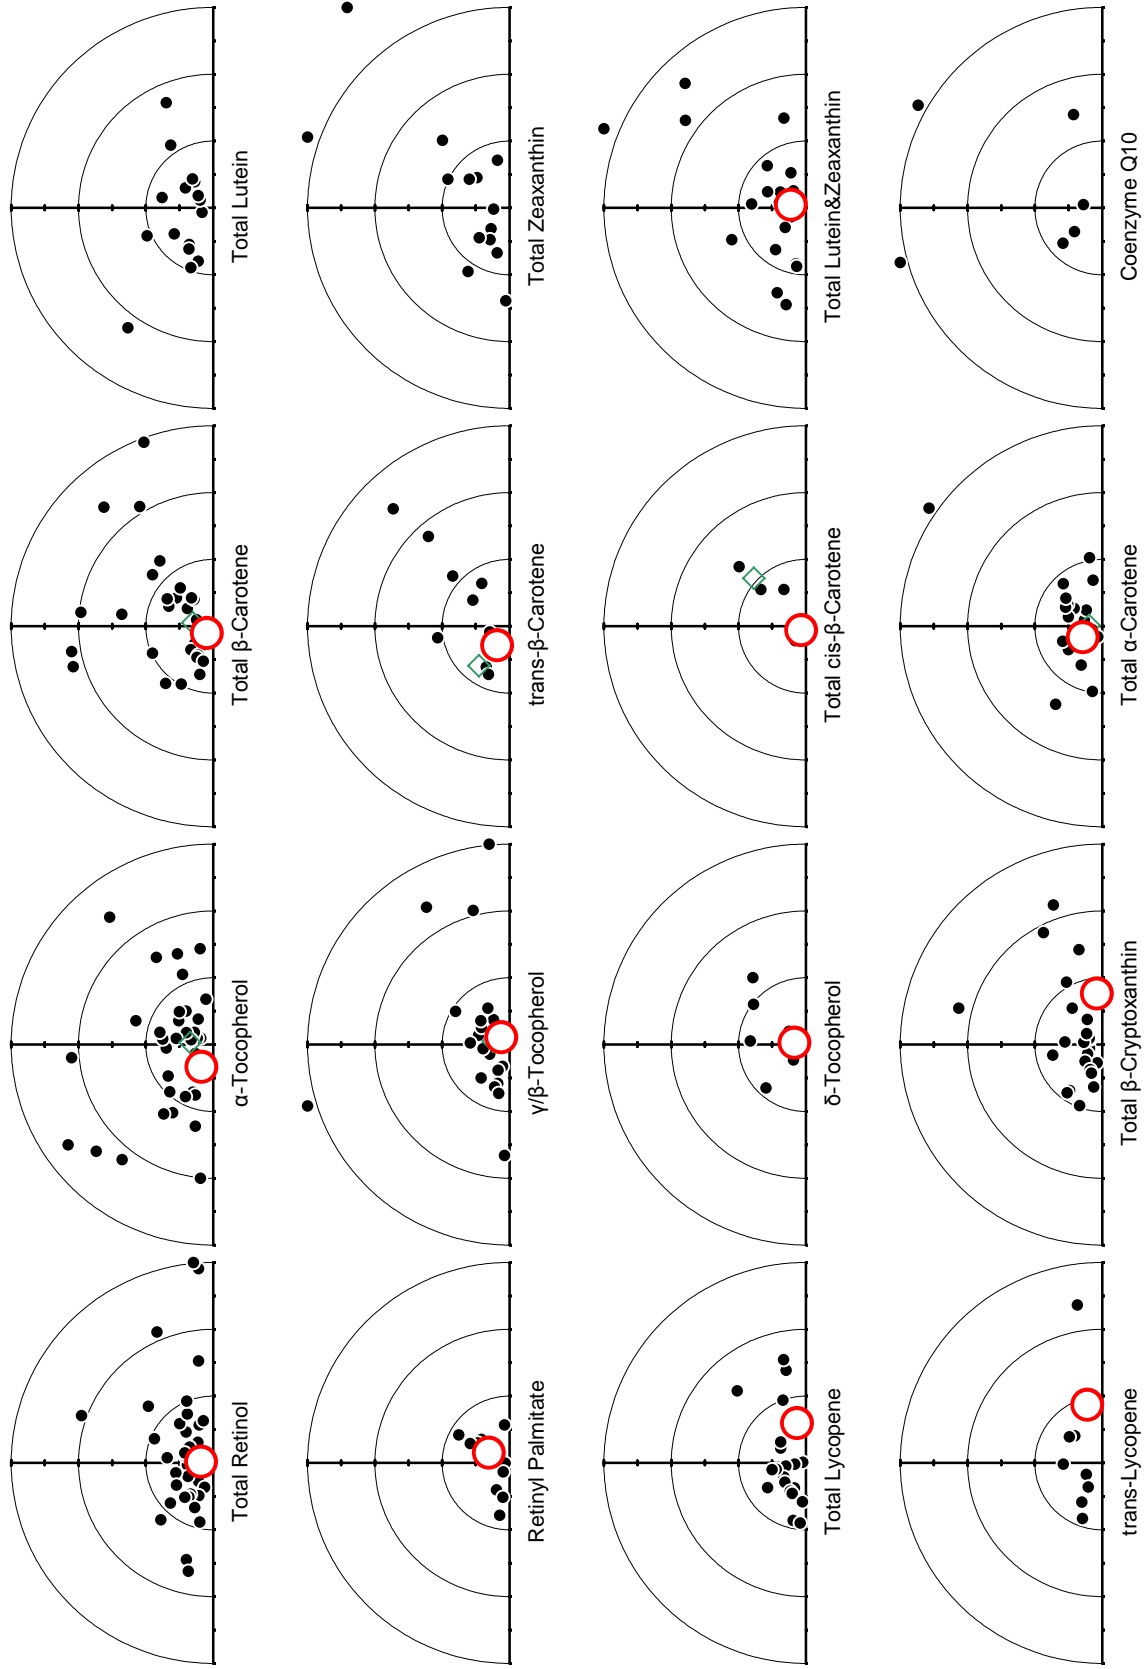 Total Retinol
α-Tocopherol
Total β-Carotene
Total Lutein
Retinyl Palmitate
γ/β-Tocopherol
trans-β-Carotene
Total Zeaxanthin
Total Lycopene
δ-Tocopherol
Total cis-β-Carotene
Total Lutein&Zeaxanthin
trans-Lycopene
Total β-Cryptoxanthin
Total α-Carotene
Coenzyme Q10